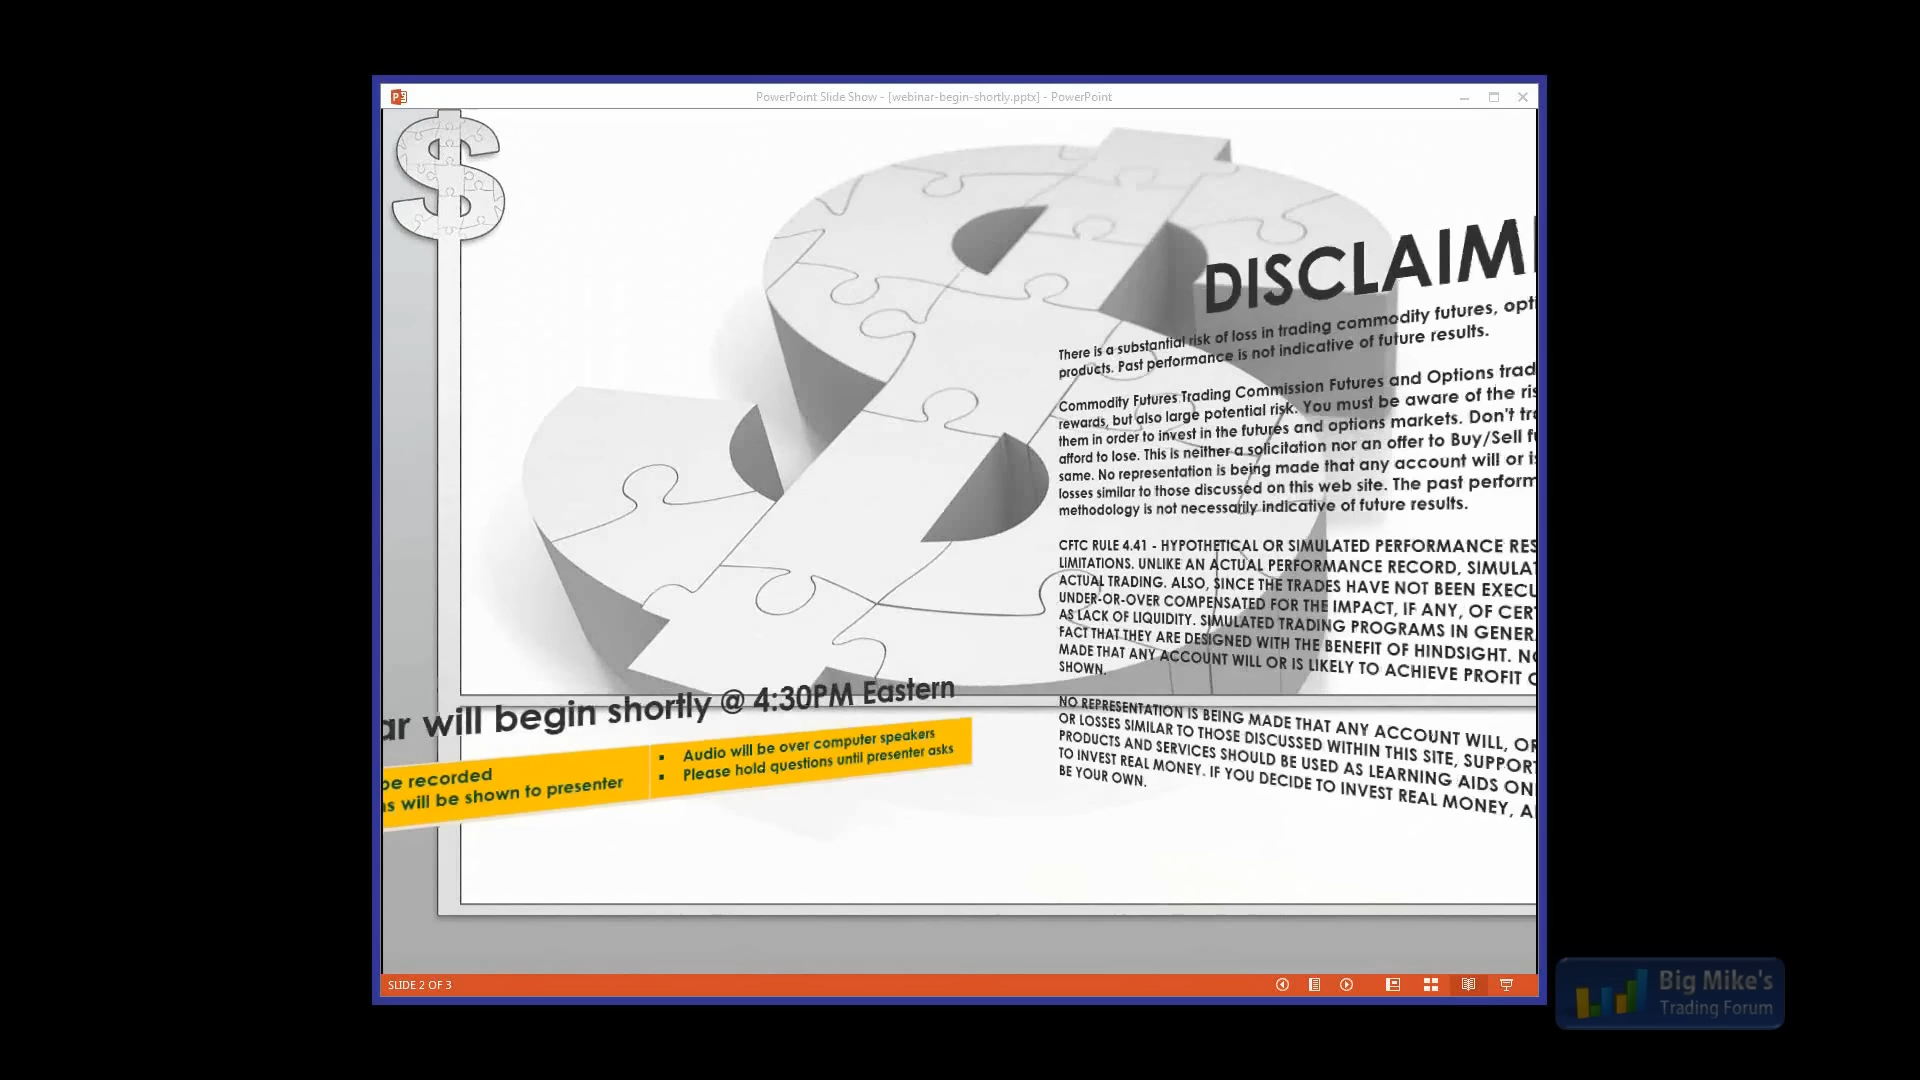 PowerPoint Slide Show - [webinar-begin-shortly.pptx] - PowerPoint
DISCLAIM
There is a substantial risk of loss in trading commodity futures, opti
products. Past performance is not indicative of future results.
Commodity Futures Trading Commission Futures and Options trad
rewards, but also large potential risk. You must be aware of the ris
them in order to invest in the futures and options markets. Don't tr
afford to lose. This is neither a solicitation nor an offer to Buy/Sell f
same. No representation is being made that any account will or is
losses similar to those discussed on this web site. The past perform
methodology is not necessarily indicative of future results.
CFTC RULE 4.41 - HYPOTHETICAL OR SIMULATED PERFORMANCE RES
LIMITATIONS. UNLIKE AN ACTUAL PERFORMANCE RECORD, SIMULAT
ACTUAL TRADING. ALSO, SINCE THE TRADES HAVE NOT BEEN EXECU
UNDER-OR-OVER COMPENSATED FOR THE IMPACT, IF ANY, OF CERT
AS LACK OF LIQUIDITY. SIMULATED TRADING PROGRAMS IN GENERA
FACT THAT THEY ARE DESIGNED WITH THE BENEFIT OF HINDSIGHT. NO
MADE THAT ANY ACCOUNT WILL OR IS LIKELY TO ACHIEVE PROFIT O
SHOWN.
NO REPRESENTATION IS BEING MADE THAT ANY ACCOUNT WILL, OR
OR LOSSES SIMILAR TO THOSE DISCUSSED WITHIN THIS SITE, SUPPORT
PRODUCTS AND SERVICES SHOULD BE USED AS LEARNING AIDS ON
TO INVEST REAL MONEY. IF YOU DECIDE TO INVEST REAL MONEY, A
BE YOUR OWN.
ar will begin shortly @ 4:30PM Eastern
be recorded
ns will be shown to presenter
▪ Audio will be over computer speakers
▪ Please hold questions until presenter asks
SLIDE 2 OF 3
Big Mike's
Trading Forum